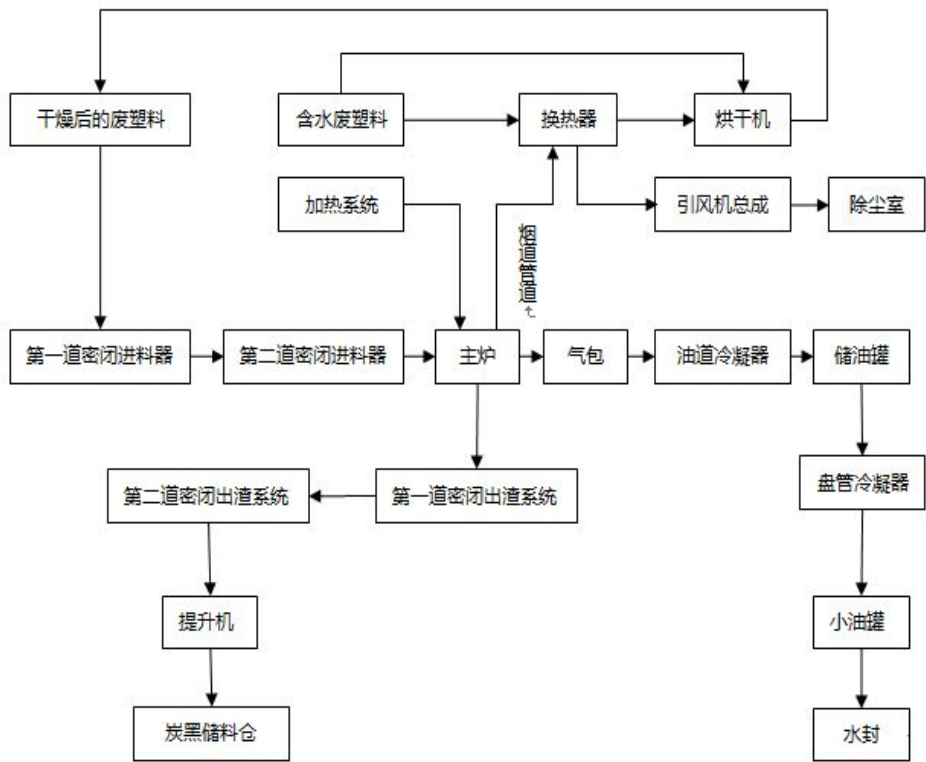 干燥后的废塑料
含水废塑料
换热器
烘干机
加热系统
引风机总成
除尘室
烟道管道
第一道密闭进料器
第二道密闭进料器
主炉
气包
油道冷凝器
储油罐
第二道密闭出渣系统
第一道密闭出渣系统
盘管冷凝器
提升机
小油罐
炭黑储料仓
水封